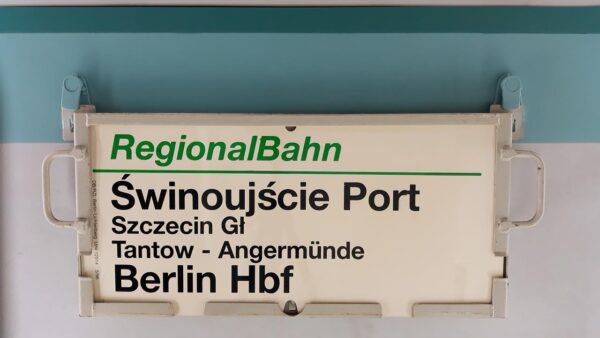 RegionalBahn
Świnoujście Port
Szczecin Gł
Tantow - Angermünde
Berlin Hbf